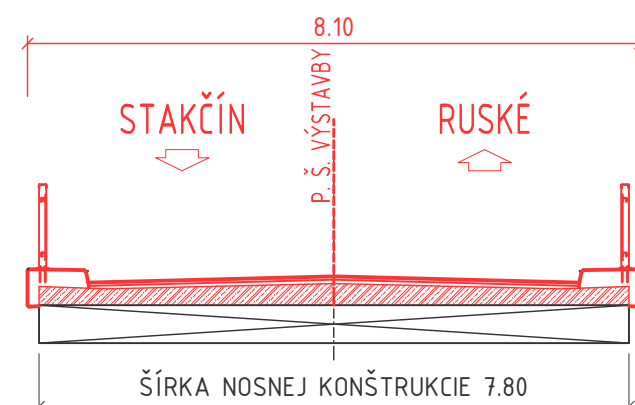 8.10
STAKČÍN
P. Š. VÝSTAVBY
RUSKÉ
ŠÍRKA NOSNEJ KONŠTRUKCIE 7.80